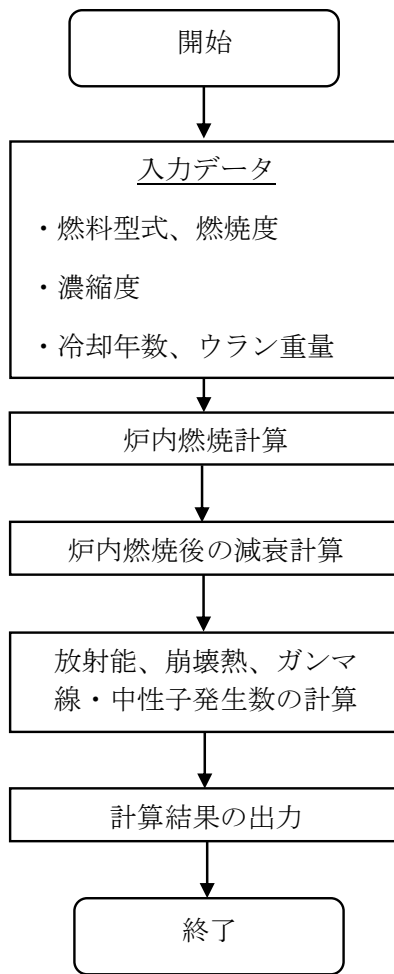 開始
入力データ
・燃料型式、燃焼度
・濃縮度
・冷却年数、ウラン重量
炉内燃焼計算
炉内燃焼後の減衰計算
放射能、崩壊熱、ガンマ
線・中性子発生数の計算
計算結果の出力
終了